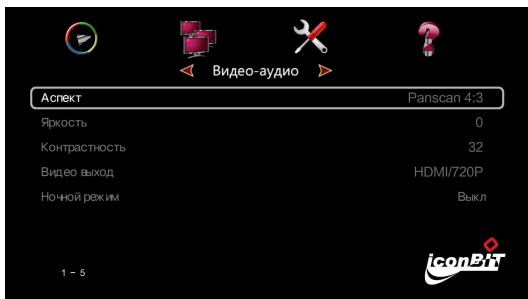 Видео-аудио
Аспект Panscan 4:3
Яркость 0
Контрастность 32
Видео выход HDMI/720P
Ночной режим Выкл
1 - 5
iconBIT